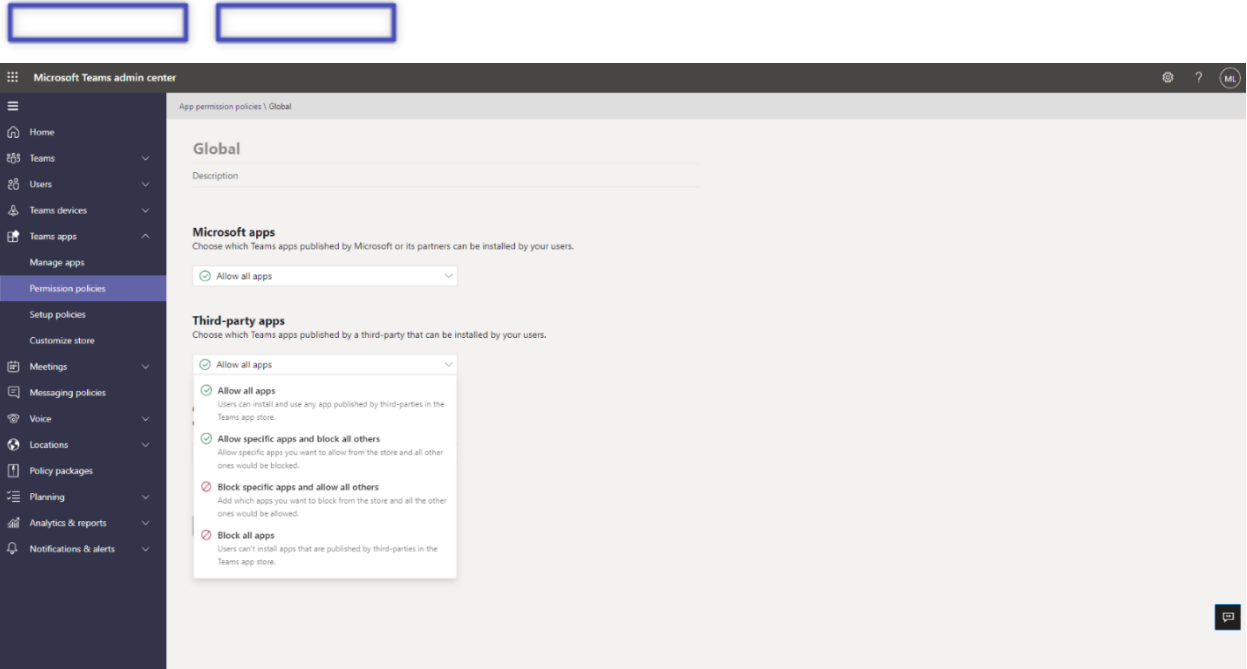 Microsoft Teams admin center
?
ML
App permission policies \ Global
Home
Teams
Users
Teams devices
Teams apps
Manage apps
Permission policies
Setup policies
Customize store
Meetings
Messaging policies
Voice
Locations
Policy packages
Planning
Analytics & reports
Notifications & alerts
Global
Description
Microsoft apps
Choose which Teams apps published by Microsoft or its partners can be installed by your users.
Allow all apps
Third-party apps
Choose which Teams apps published by a third-party that can be installed by your users.
Allow all apps
Allow all apps
Users can install and use any app published by third-parties in the
Teams app store.
Allow specific apps and block all others
Allow specific apps you want to allow from the store and all other
ones would be blocked.
Block specific apps and allow all others
Add which apps you want to block from the store and all the other
ones would be allowed.
Block all apps
Users can't install apps that are published by third-parties in the
Teams app store.